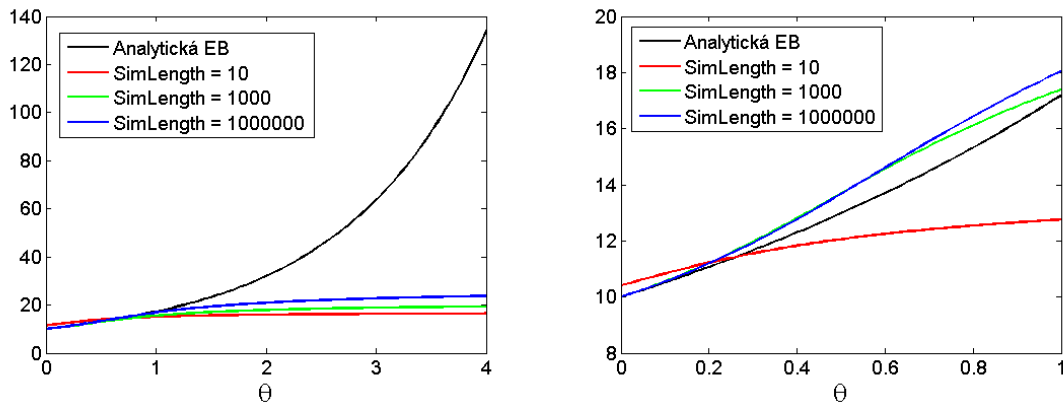 140
120
100
80
60
40
20
0
0
1
2
3
4
θ
Analytická EB
SimLength = 10
SimLength = 1000
SimLength = 1000000
20
18
16
14
12
10
8
0
0.2
0.4
0.6
0.8
1
θ
Analytická EB
SimLength = 10
SimLength = 1000
SimLength = 1000000